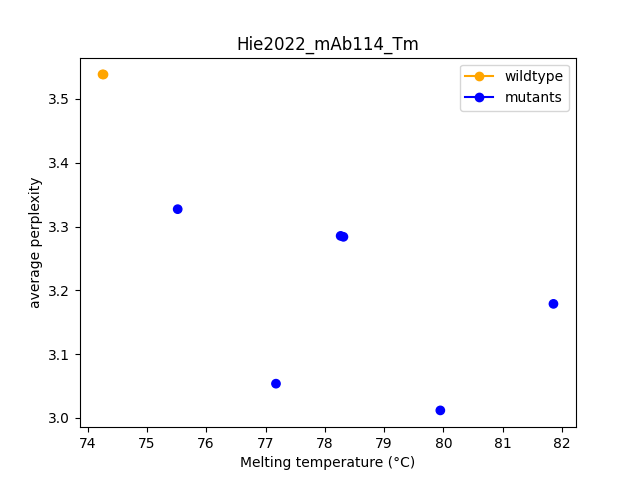 Hie2022_mAb114_Tm
wildtype
mutants
average perplexity
3.5
3.4
3.3
3.2
3.1
3.0
74 75 76 77 78 79 80 81 82
Melting temperature (°C)